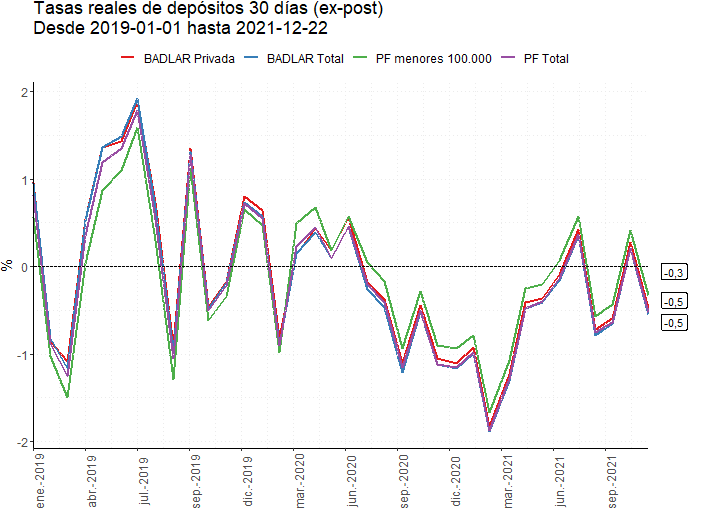 Tasas reales de depósitos 30 días (ex-post)
Desde 2019-01-01 hasta 2021-12-22
BADLAR Privada BADLAR Total PF menores 100.000 PF Total
%
2
1
0
-1
-2
-0,3
-0,5
-0,5
ene.-2019
abr.-2019
jul.-2019
sep.-2019
dic.-2019
mar.-2020
jun.-2020
sep.-2020
dic.-2020
mar.-2021
jun.-2021
sep.-2021